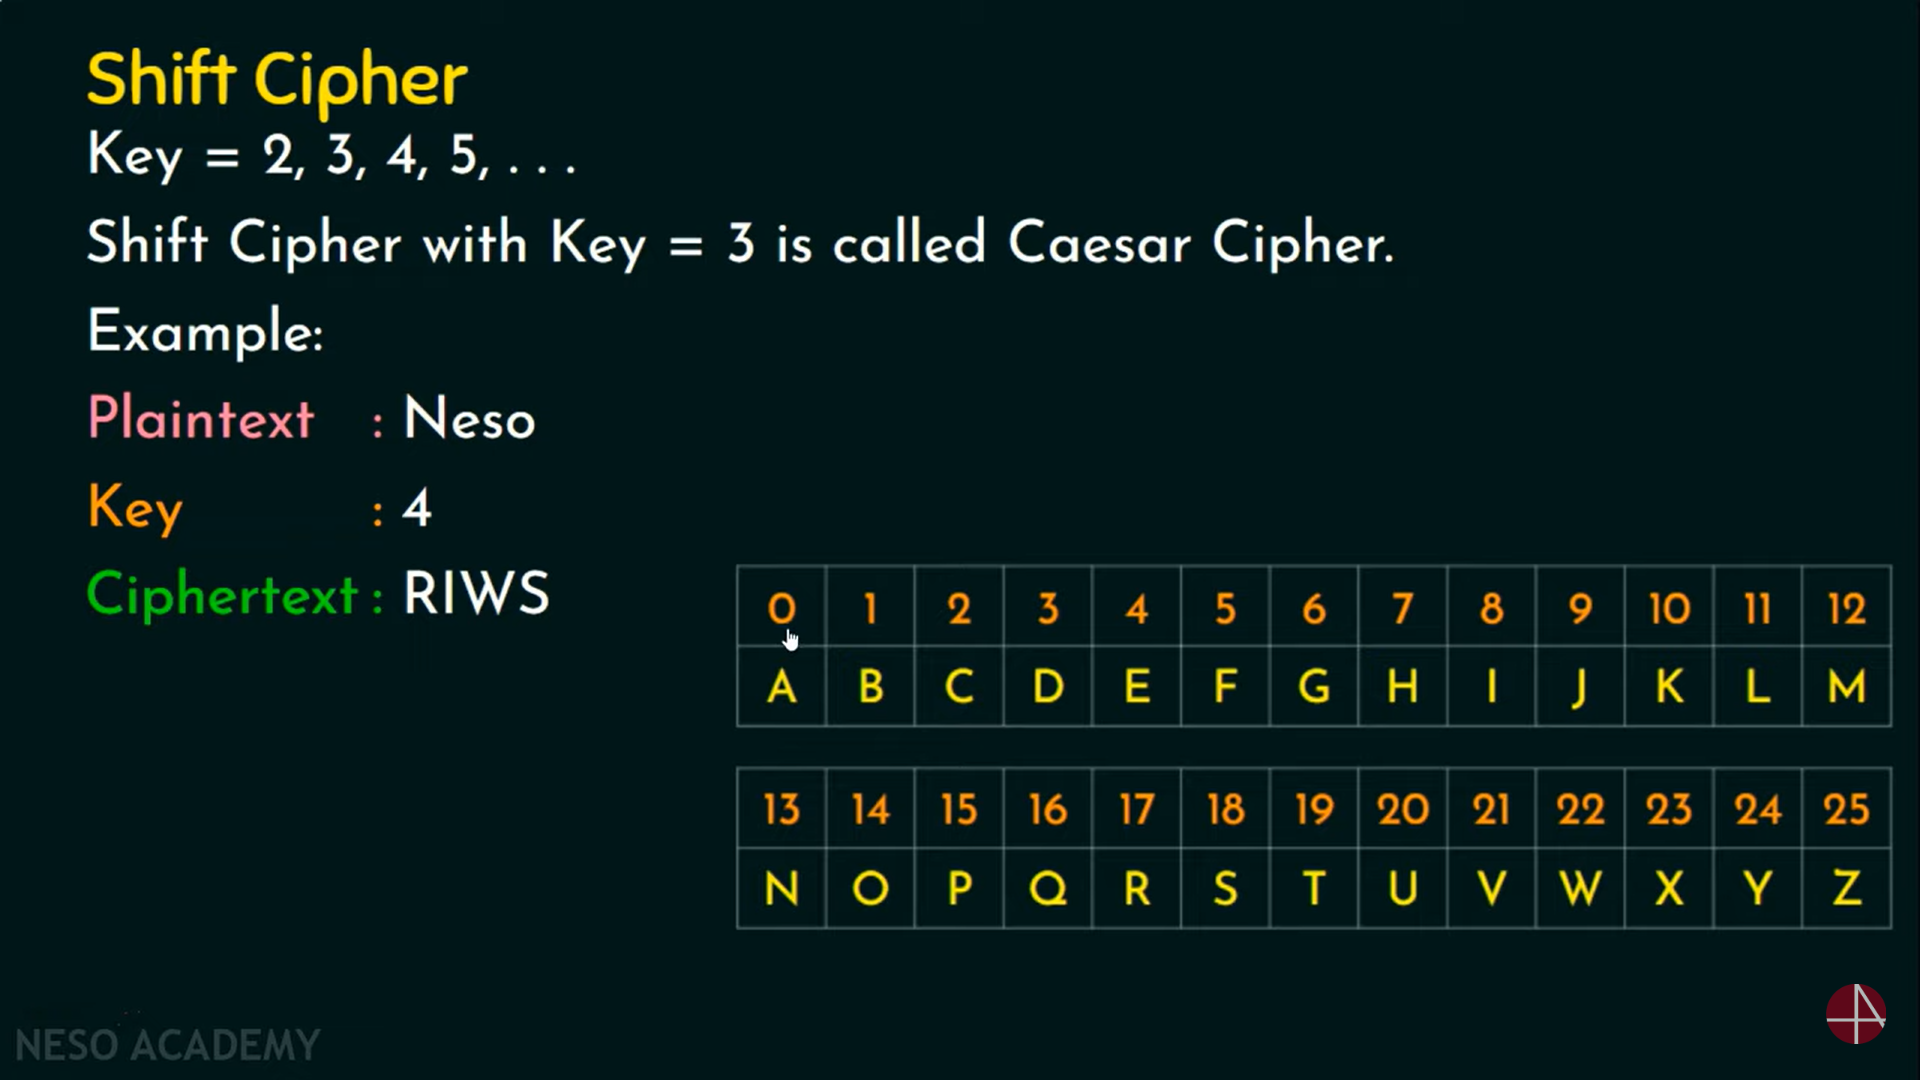 Shift Cipher
Key = 2, 3, 4, 5, . . .
Shift Cipher with Key = 3 is called Caesar Cipher.
Example:
Plaintext : Neso
Key : 4
Ciphertext : RIWS
0 1 2 3 4 5 6 7 8 9 10 11 12
A B C D E F G H I J K L M
13 14 15 16 17 18 19 20 21 22 23 24 25
N O P Q R S T U V W X Y Z
NESO ACADEMY